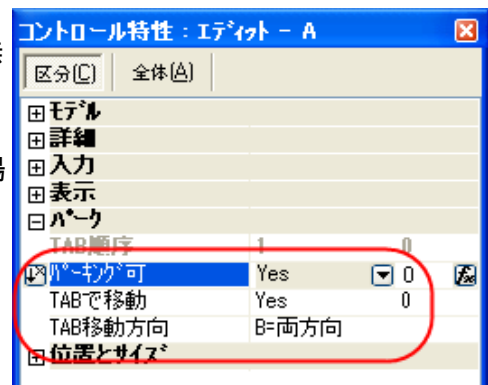 コントロール特性：ｴﾃﾞｨｯﾄ - A
区分(C) 全体(A)
ﾓﾃﾞﾙ
詳細
入力
表示
ﾊﾟｰｸ
TAB順序 1 0
ﾊﾟｰｷﾝｸﾞ可 Yes 0
TABで移動 Yes 0
TAB移動方向 B=両方向
位置とｻｲｽﾞ